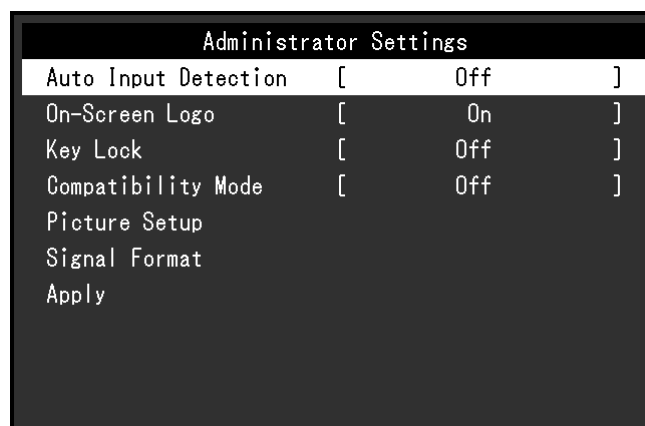 Administrator Settings
Auto Input Detection [ Off ]
On-Screen Logo [ On ]
Key Lock [ Off ]
Compatibility Mode [ Off ]
Picture Setup
Signal Format
Apply